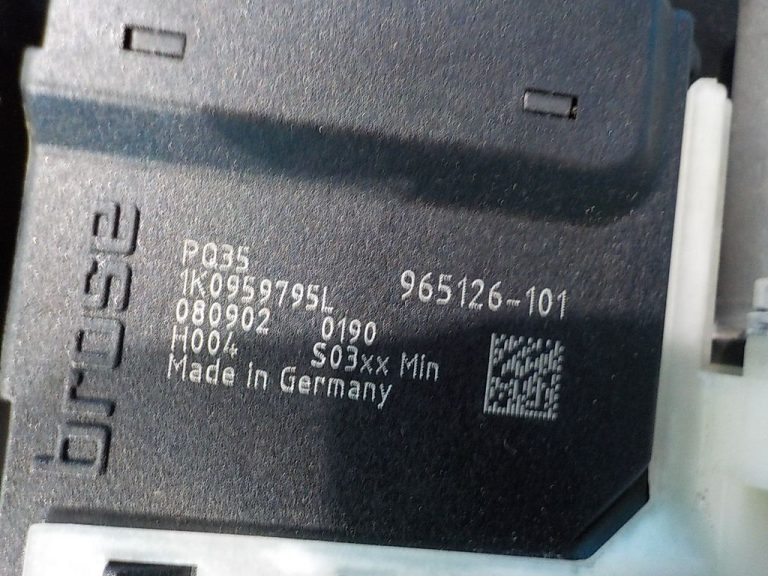 brose
PQ35
1K0959795L 965126-101
080902 0190
H004 S03xx Min
Made in Germany